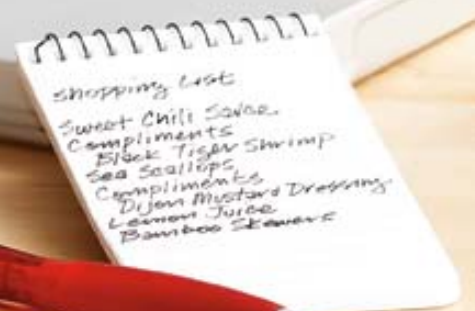 shopping List
Sweet Chili Sauce
Compliments
Black Tiger Shrimp
Sea Scallops
Compliments
Dijon Mustard Dressing
Lemon Juice
Bamboo Skewers